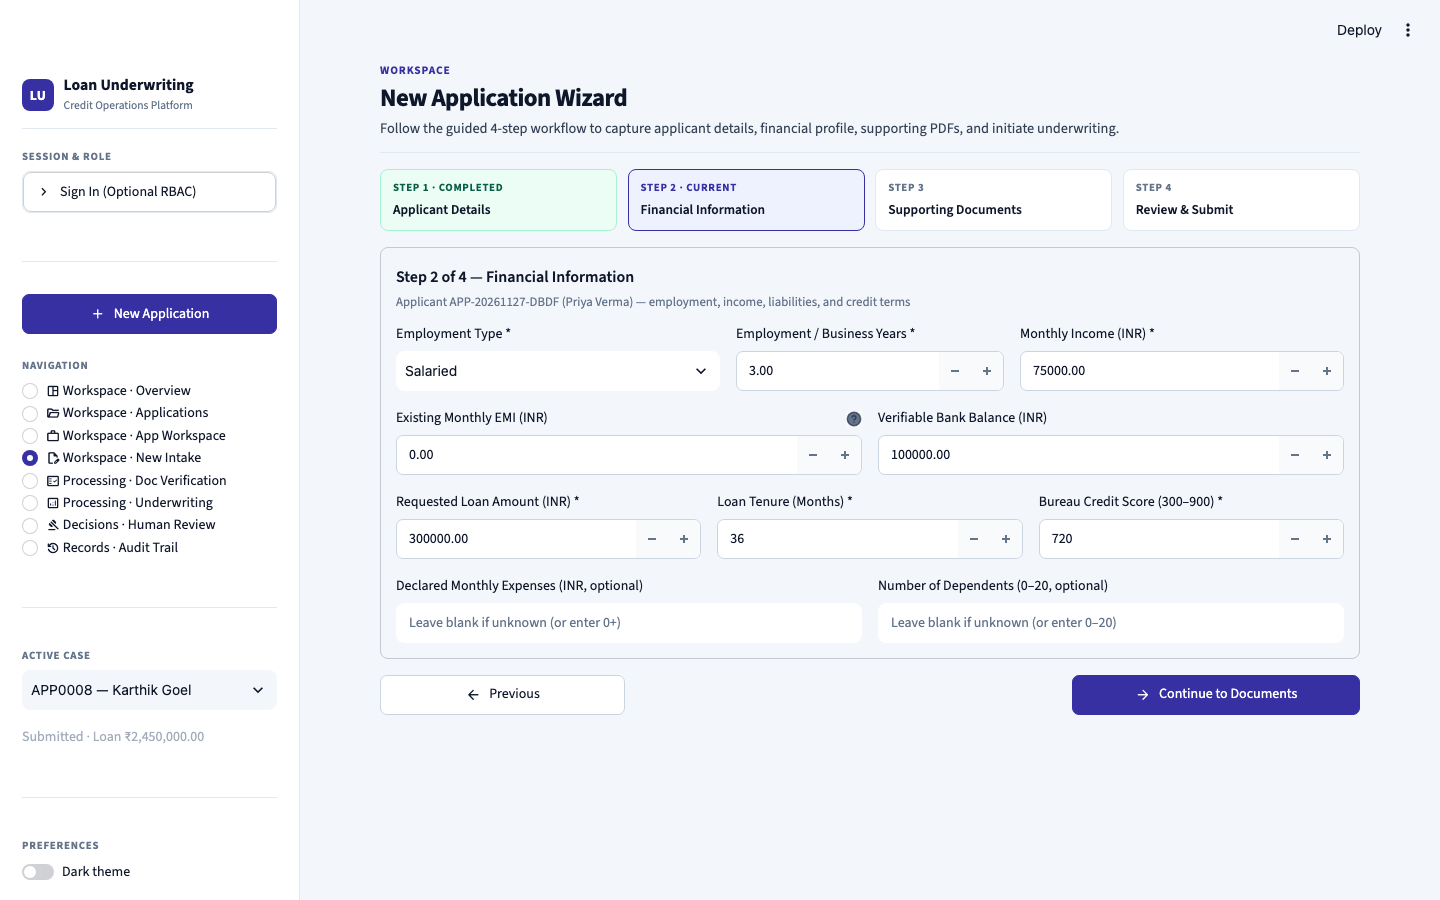 Deploy
LU
Loan Underwriting
Credit Operations Platform
SESSION & ROLE
Sign In (Optional RBAC)
New Application
NAVIGATION
Workspace · Overview
Workspace · Applications
Workspace · App Workspace
Workspace · New Intake
Processing · Doc Verification
Processing · Underwriting
Decisions · Human Review
Records · Audit Trail
ACTIVE CASE
APP0008 — Karthik Goel
Submitted · Loan ₹2,450,000.00
PREFERENCES
Dark theme
WORKSPACE
New Application Wizard
Follow the guided 4-step workflow to capture applicant details, financial profile, supporting PDFs, and initiate underwriting.
STEP 1 · COMPLETED
Applicant Details
STEP 2 · CURRENT
Financial Information
STEP 3
Supporting Documents
STEP 4
Review & Submit
Step 2 of 4 — Financial Information
Applicant APP-20261127-DBDF (Priya Verma) — employment, income, liabilities, and credit terms
Employment Type *
Salaried
Employment / Business Years *
3.00
Monthly Income (INR) *
75000.00
Existing Monthly EMI (INR)
?
0.00
Verifiable Bank Balance (INR)
100000.00
Requested Loan Amount (INR) *
300000.00
Loan Tenure (Months) *
36
Bureau Credit Score (300–900) *
720
Declared Monthly Expenses (INR, optional)
Leave blank if unknown (or enter 0+)
Number of Dependents (0–20, optional)
Leave blank if unknown (or enter 0–20)
Previous
Continue to Documents